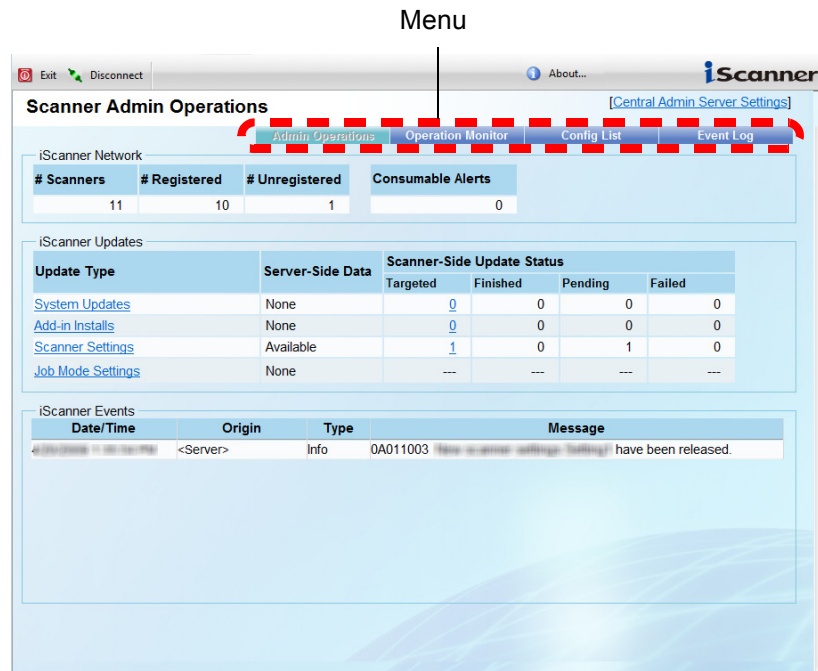 Menu
Exit Disconnect About... iScanner
Scanner Admin Operations [Central Admin Server Settings]
Admin Operations Operation Monitor Config List Event Log
iScanner Network
# Scanners # Registered # Unregistered Consumable Alerts
11 10 1 0
iScanner Updates
Update Type Server-Side Data Scanner-Side Update Status
Targeted Finished Pending Failed
System Updates None 0 0 0 0
Add-in Installs None 0 0 0 0
Scanner Settings Available 1 0 1 0
Job Mode Settings None --- --- --- ---
iScanner Events
Date/Time Origin Type Message
<Server> Info 0A011003 have been released.